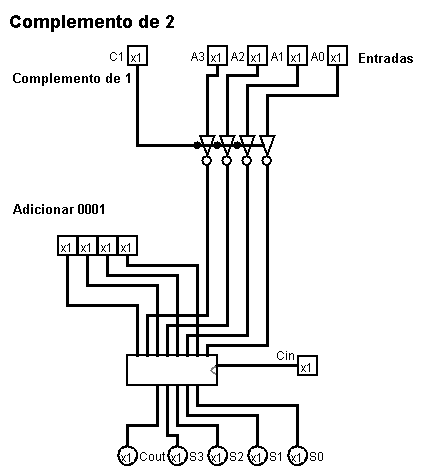 Complemento de 2
C1 x1 A3 x1 A2 x1 A1 x1 A0 x1 Entradas
Complemento de 1
Adicionar 0001
x1 x1 x1 x1
Cin
x1
x1 Cout x1 S3 x1 S2 x1 S1 x1 S0